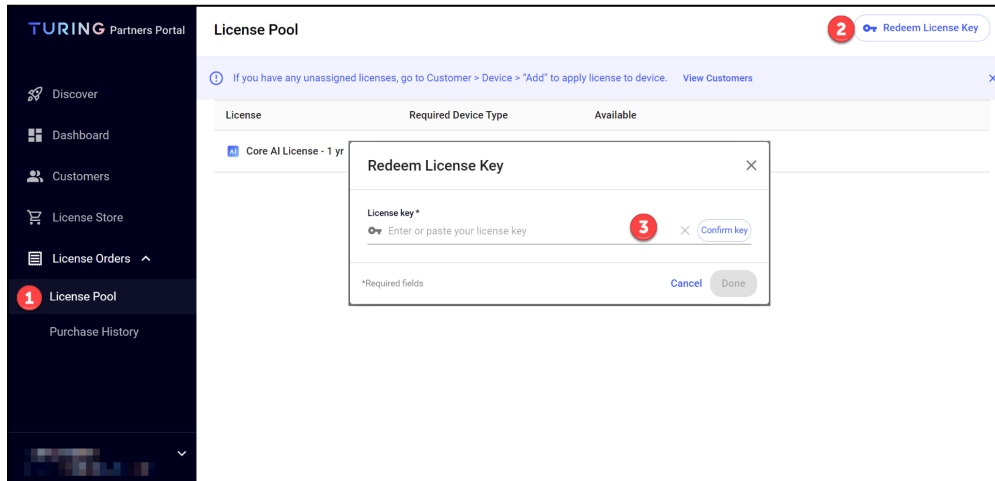 TURING Partners Portal
License Pool
2
Redeem License Key
If you have any unassigned licenses, go to Customer > Device > "Add" to apply license to device. View Customers
Discover
License Required Device Type Available
Dashboard
AI Core AI License - 1 yr
Redeem License Key
Customers
License key *
License Store
Enter or paste your license key
3
Confirm key
License Orders
*Required fields
Cancel Done
1
License Pool
Purchase History